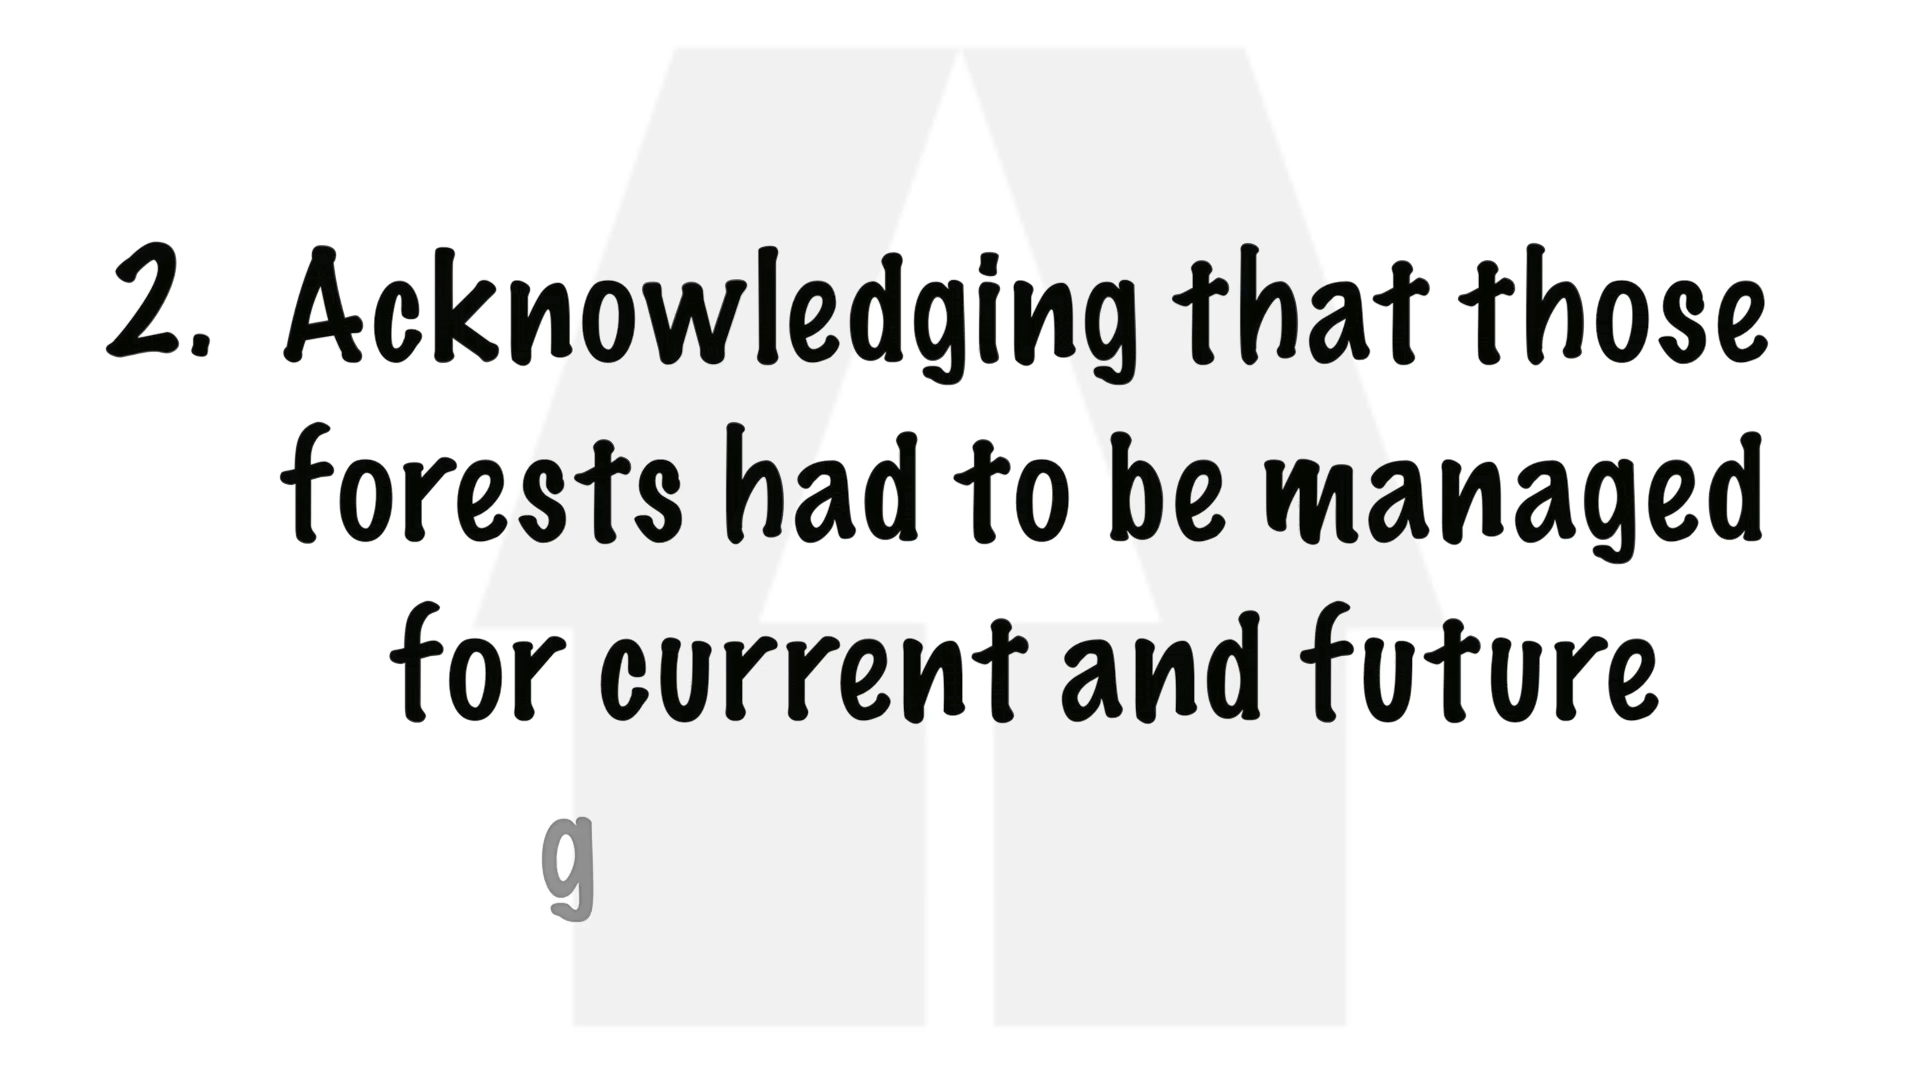 2. Acknowledging that those
forests had to be managed
for current and future
g